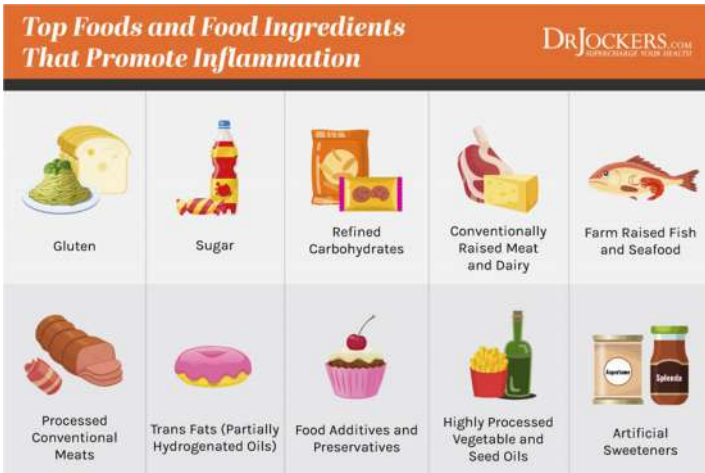 Top Foods and Food Ingredients
That Promote Inflammation
DRJOCKERS.COM
SUPERCHARGE YOUR HEALTH
Gluten
Sugar
Refined
Carbohydrates
Conventionally
Raised Meat
and Dairy
Farm Raised Fish
and Seafood
Processed
Conventional
Meats
Trans Fats (Partially
Hydrogenated Oils)
Food Additives and
Preservatives
Highly Processed
Vegetable and
Seed Oils
Aspartame
Splenda
Artificial
Sweeteners